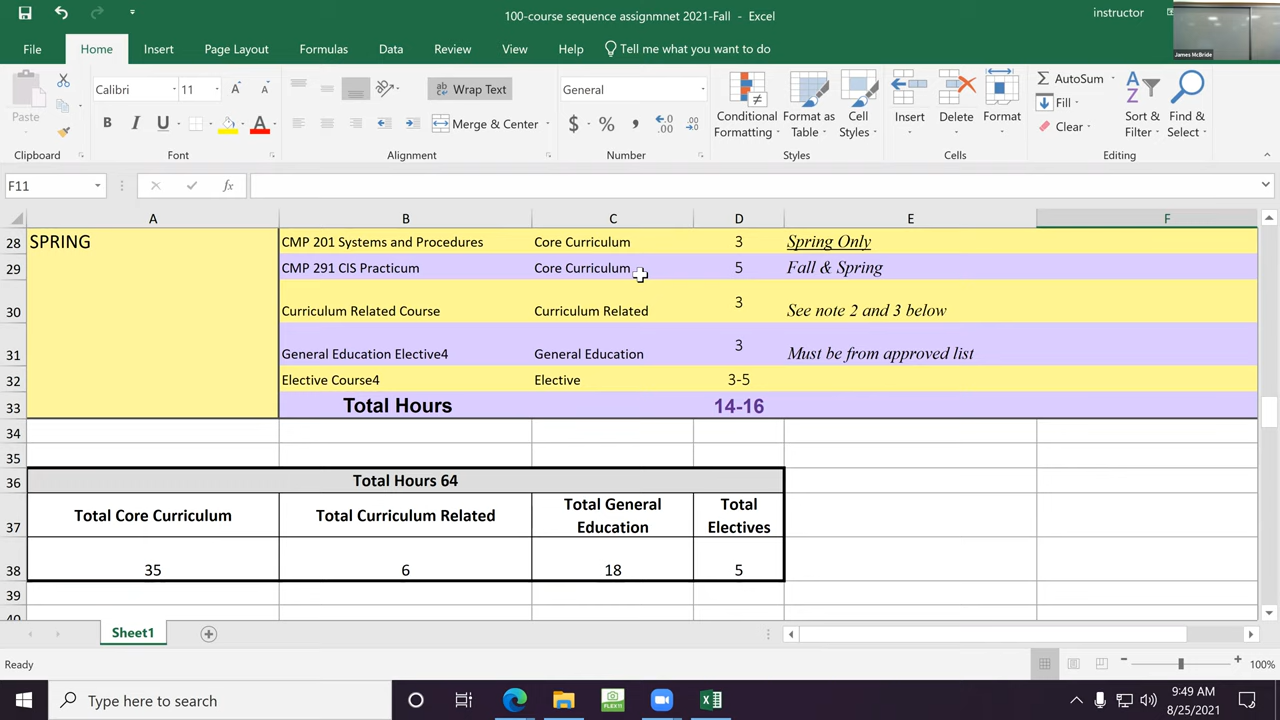 100-course sequence assignmnet 2021-Fall - Excel
instructor
James McBride
File Home Insert Page Layout Formulas Data Review View Help Tell me what you want to do
Paste
Calibri 11 A A
Wrap Text
General
B I U A
Merge & Center
$ % , .00 .0
Conditional Formatting
Format as Table
Cell Styles
Insert Delete Format
AutoSum
Fill
Clear
Sort & Filter
Find & Select
Clipboard Font Alignment Number Styles Cells Editing
F11 fx
A B C D E F
28 SPRING CMP 201 Systems and Procedures Core Curriculum 3 Spring Only
29 CMP 291 CIS Practicum Core Curriculum 5 Fall & Spring
30 Curriculum Related Course Curriculum Related 3 See note 2 and 3 below
31 General Education Elective4 General Education 3 Must be from approved list
32 Elective Course4 Elective 3-5
33 Total Hours 14-16
34
35
36 Total Hours 64
37 Total Core Curriculum Total Curriculum Related Total General Education Total Electives
38 35 6 18 5
39
40
Sheet1
Ready 100%
Type here to search
FLEX11
9:49 AM
8/25/2021